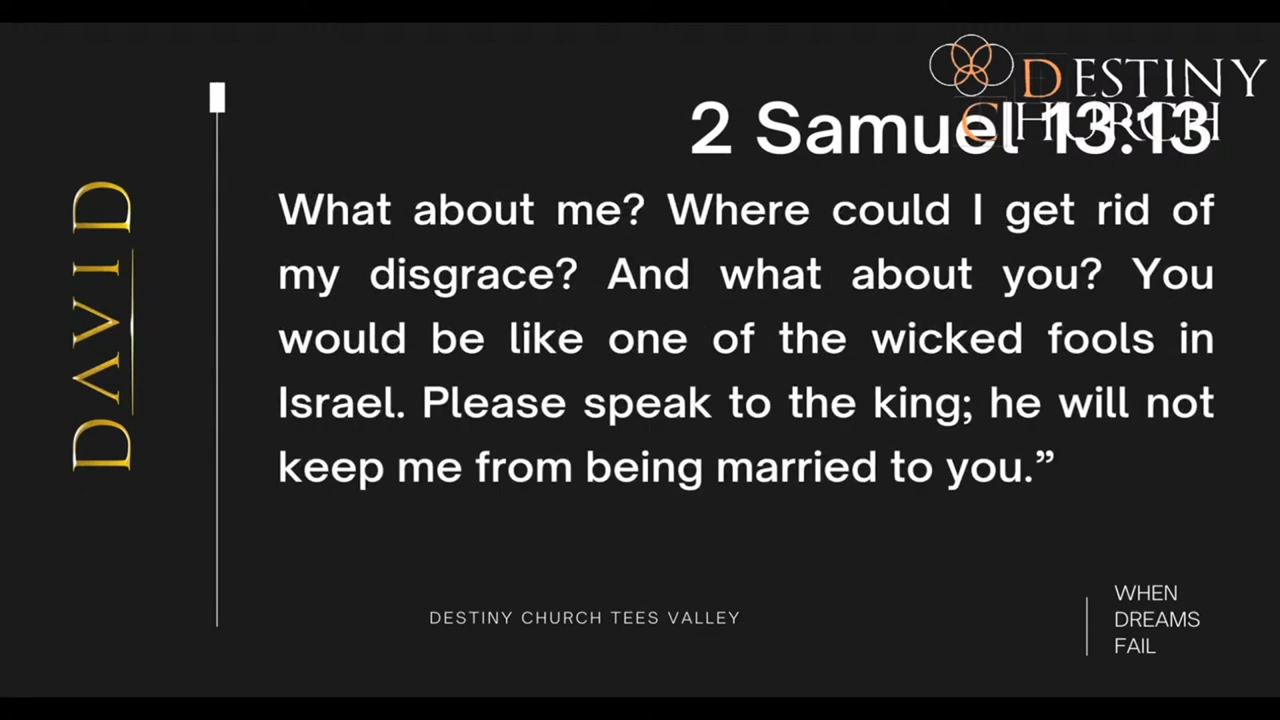 DESTINY
CHURCH
2 Samuel 13:13
DAVID
What about me? Where could I get rid of
my disgrace? And what about you? You
would be like one of the wicked fools in
Israel. Please speak to the king; he will not
keep me from being married to you.”
DESTINY CHURCH TEES VALLEY
WHEN
DREAMS
FAIL